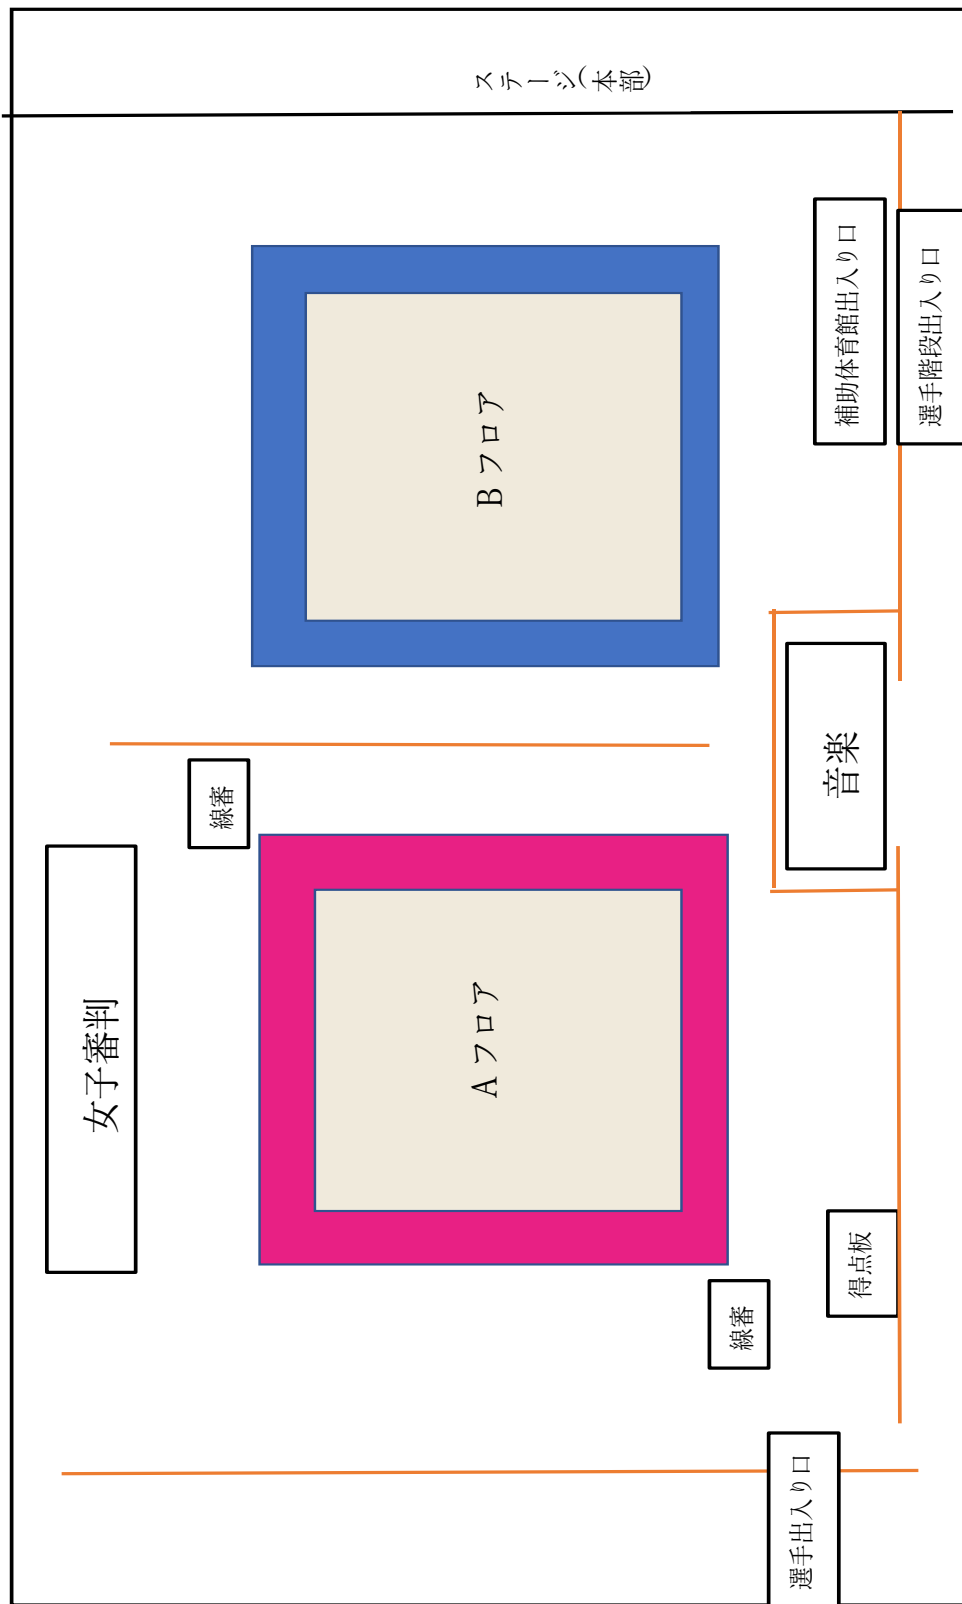 ステージ(本部)
補助体育館出入り口
選手階段出入り口
Bフロア
音楽
線審
女子審判
Aフロア
得点板
線審
選手出入り口